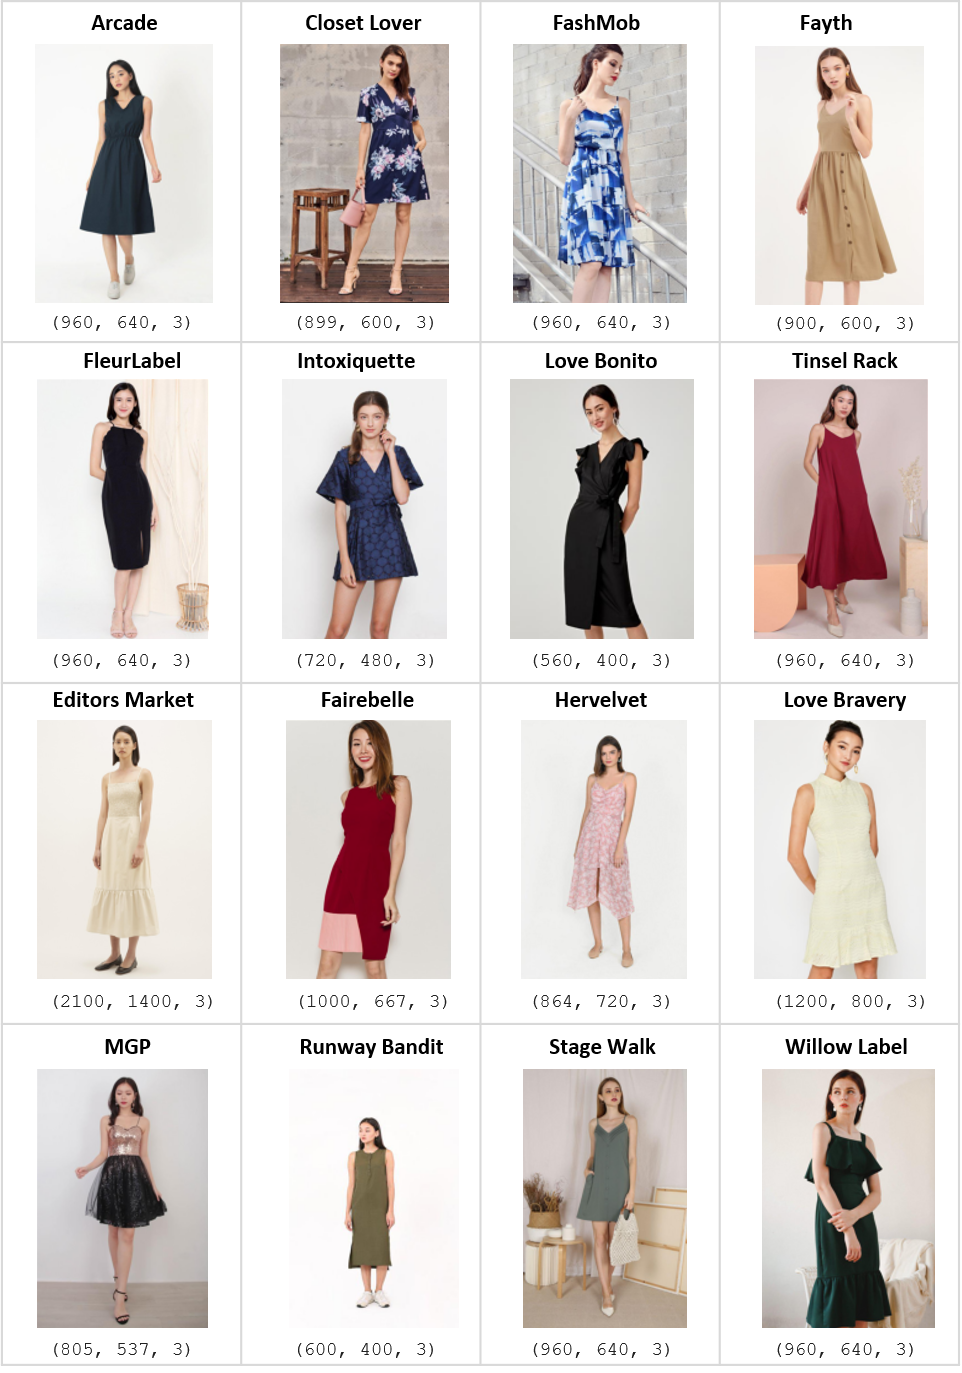 Arcade
Closet Lover
FashMob
Fayth
(960, 640, 3)
(899, 600, 3)
(960, 640, 3)
(900, 600, 3)
FleurLabel
Intoxiquette
Love Bonito
Tinsel Rack
(960, 640, 3)
(720, 480, 3)
(560, 400, 3)
(960, 640, 3)
Editors Market
Fairebelle
Hervelvet
Love Bravery
(2100, 1400, 3)
(1000, 667, 3)
(864, 720, 3)
(1200, 800, 3)
MGP
Runway Bandit
Stage Walk
Willow Label
(805, 537, 3)
(600, 400, 3)
(960, 640, 3)
(960, 640, 3)